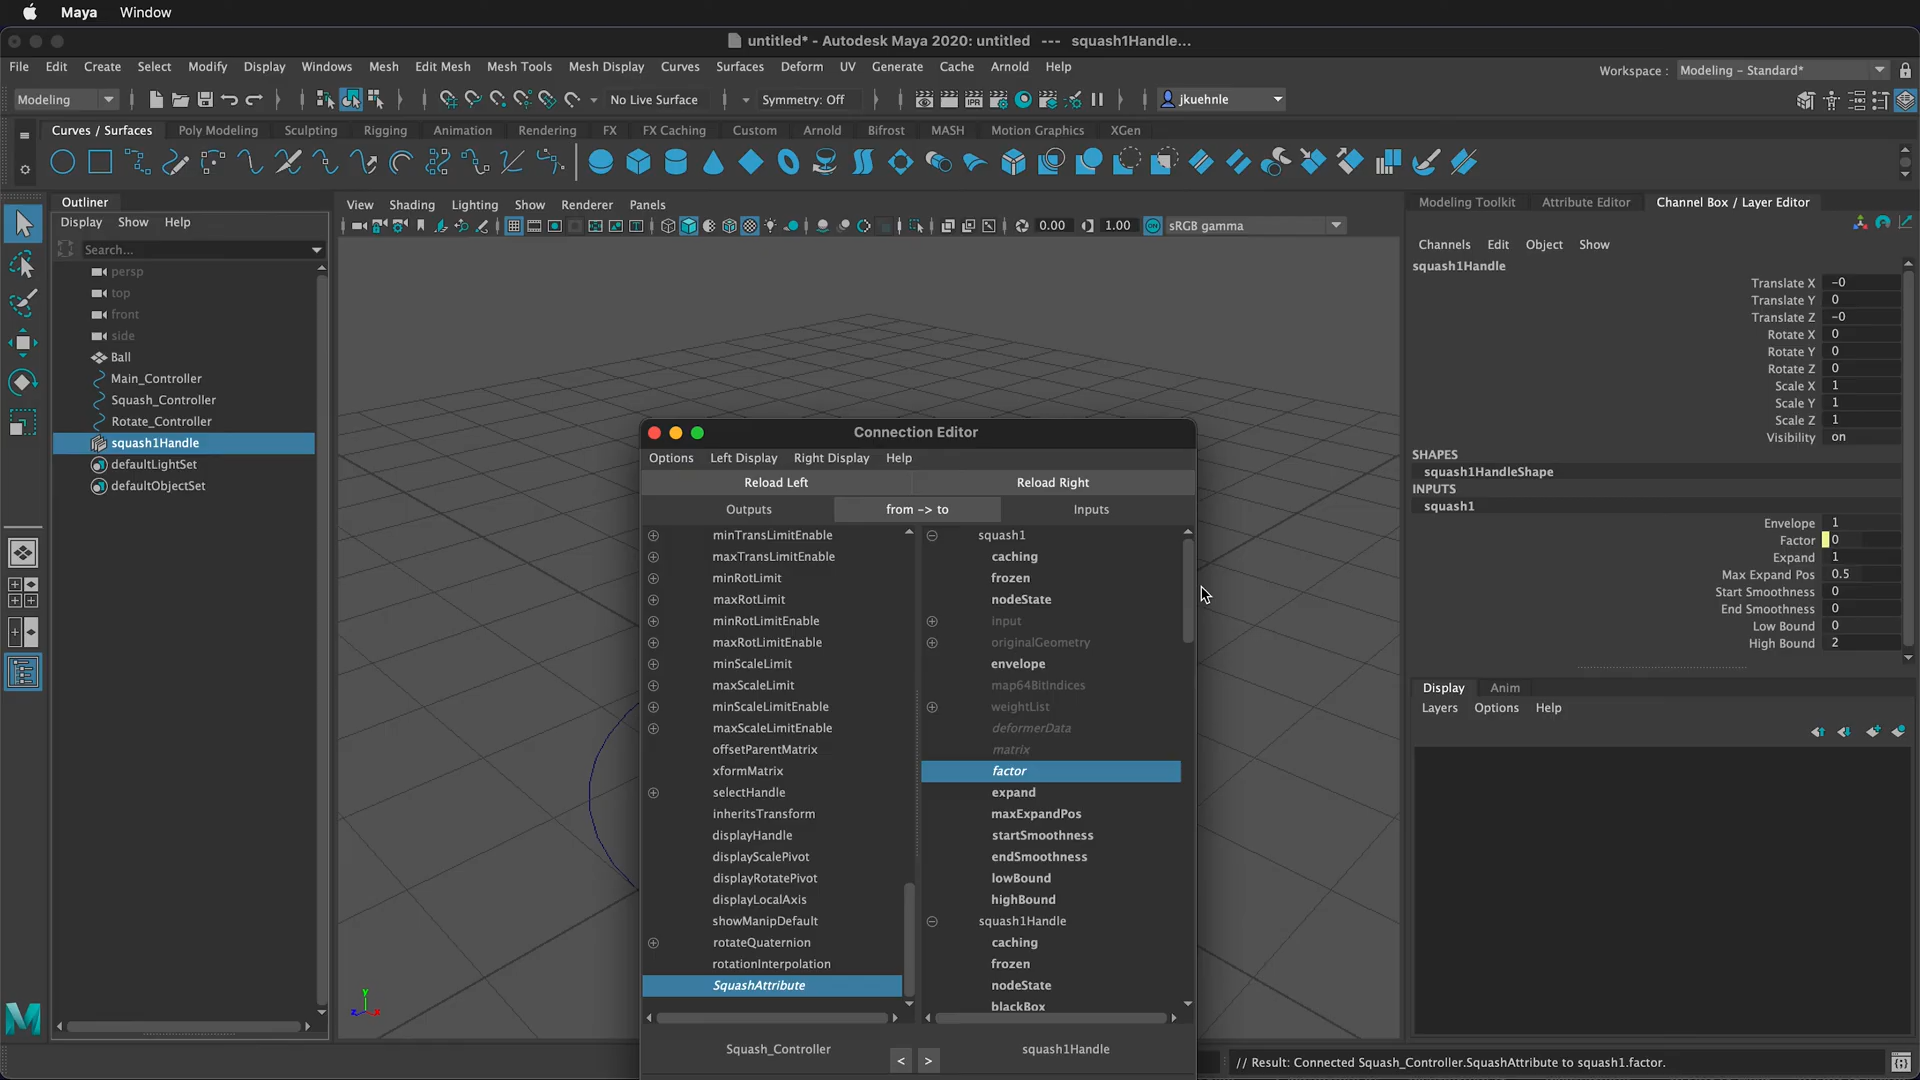 Maya Window
untitled* - Autodesk Maya 2020: untitled --- squash1Handle...
File Edit Create Select Modify Display Windows Mesh Edit Mesh Mesh Tools Mesh Display Curves Surfaces Deform UV Generate Cache Arnold Help
Workspace : Modeling - Standard*
Modeling No Live Surface Symmetry: Off IPR jkuehnle
Curves / Surfaces Poly Modeling Sculpting Rigging Animation Rendering FX FX Caching Custom Arnold Bifrost MASH Motion Graphics XGen
Outliner
Display Show Help
Search...
persp
top
front
side
Ball
Main_Controller
Squash_Controller
Rotate_Controller
squash1Handle
defaultLightSet
defaultObjectSet
View Shading Lighting Show Renderer Panels
0.00 1.00 ON sRGB gamma
y
z x
Connection Editor
Options Left Display Right Display Help
Reload Left Reload Right
Outputs from -> to Inputs
minTransLimitEnable squash1
maxTransLimitEnable caching
minRotLimit frozen
maxRotLimit nodeState
minRotLimitEnable input
maxRotLimitEnable originalGeometry
minScaleLimit envelope
maxScaleLimit map64BitIndices
minScaleLimitEnable weightList
maxScaleLimitEnable deformerData
offsetParentMatrix matrix
xformMatrix factor
selectHandle expand
inheritsTransform maxExpandPos
displayHandle startSmoothness
displayScalePivot endSmoothness
displayRotatePivot lowBound
displayLocalAxis highBound
showManipDefault squash1Handle
rotateQuaternion caching
rotationInterpolation frozen
SquashAttribute nodeState
blackBox
Squash_Controller < > squash1Handle
Modeling Toolkit Attribute Editor Channel Box / Layer Editor
Channels Edit Object Show
squash1Handle
Translate X -0
Translate Y 0
Translate Z -0
Rotate X 0
Rotate Y 0
Rotate Z 0
Scale X 1
Scale Y 1
Scale Z 1
Visibility on
SHAPES
squash1HandleShape
INPUTS
squash1
Envelope 1
Factor 0
Expand 1
Max Expand Pos 0.5
Start Smoothness 0
End Smoothness 0
Low Bound 0
High Bound 2
Display Anim
Layers Options Help
// Result: Connected Squash_Controller.SquashAttribute to squash1.factor.